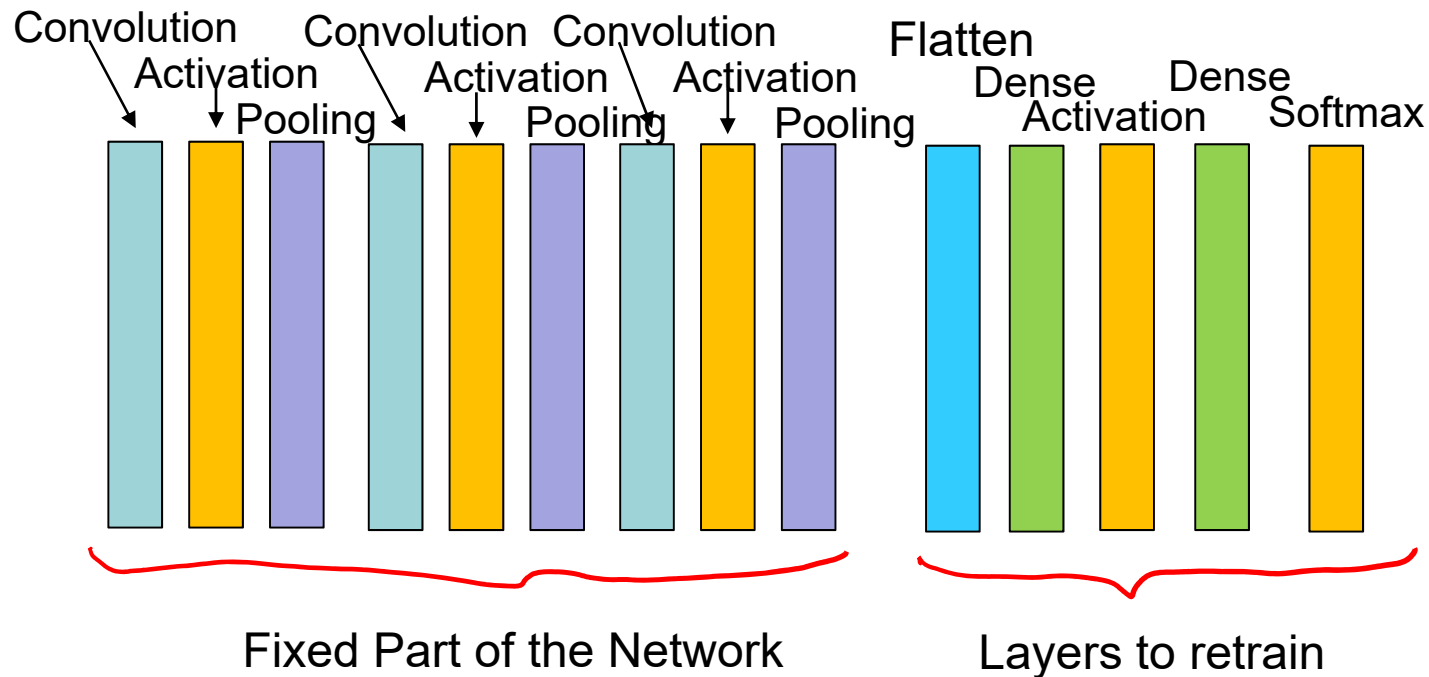 Convolution
Activation
Pooling
Convolution
Activation
Pooling
Convolution
Activation
Pooling
Flatten
Dense
Activation
Dense
Softmax
Fixed Part of the Network
Layers to retrain